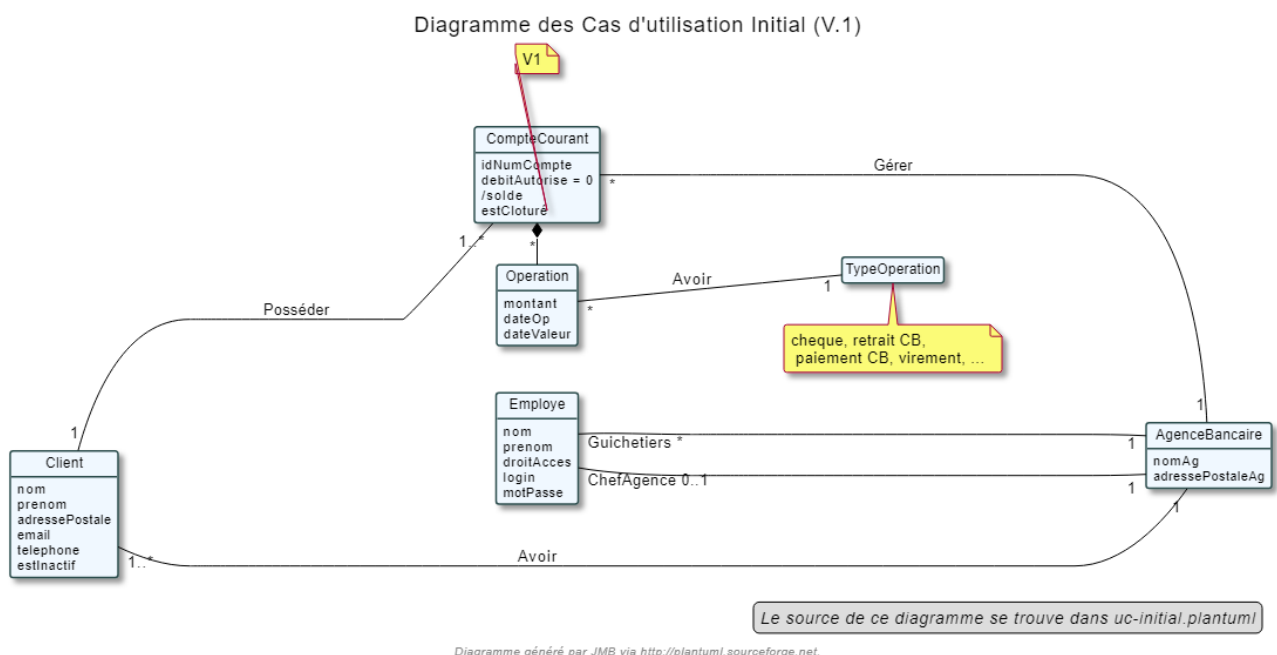 Diagramme des Cas d'utilisation Initial (V.1)
V1
CompteCourant
idNumCompte
debitAutorise = 0
/solde
estCloturé
Gérer
*
1..*
*
Operation
montant
dateOp
dateValeur
Avoir
*
1
TypeOperation
cheque, retrait CB,
paiement CB, virement, ...
Posséder
1
Employe
nom
prenom
droitAcces
login
motPasse
Guichetiers *
1
ChefAgence 0..1
1
1
AgenceBancaire
nomAg
adressePostaleAg
Client
nom
prenom
adressePostale
email
telephone
estInactif
1..*
Avoir
1
Le source de ce diagramme se trouve dans uc-initial.plantuml
Diagramme généré par JMB via http://plantuml.sourceforge.net.